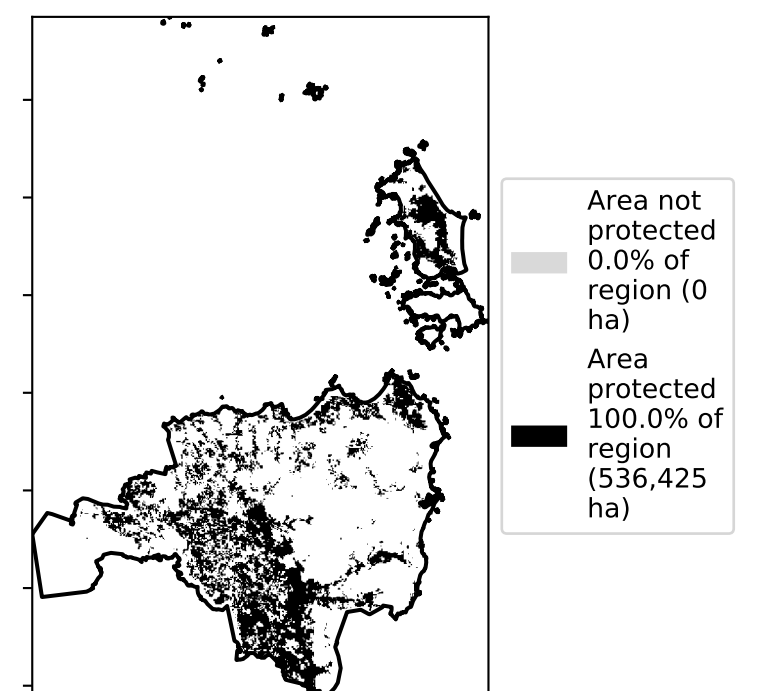 Area not
protected
0.0% of
region (0
ha)
Area
protected
100.0% of
region
(536,425
ha)